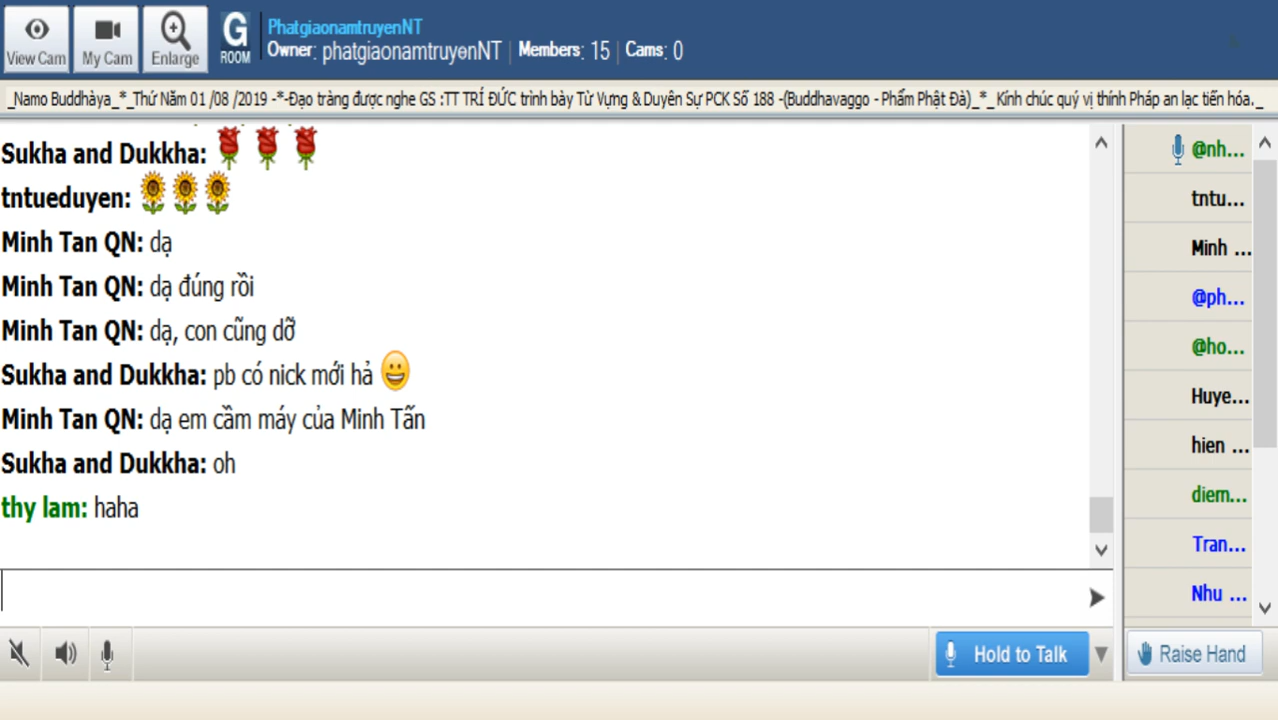 View Cam
My Cam
Enlarge
G
ROOM
PhatgiaonamtruyenNT
Owner: phatgiaonamtruyenNT | Members: 15 | Cams: 0
_Namo Buddhàya_*_Thứ Năm 01 /08 /2019 -*-Đạo tràng được nghe GS :TT TRÍ ĐỨC trình bày Từ Vựng & Duyên Sự PCK Số 188 -(Buddhavaggo - Phẩm Phật Đà)_*_ Kính chúc quý vị thính Pháp an lạc tiến hóa._
Sukha and Dukkha:
tntueduyen:
Minh Tan QN: dạ
Minh Tan QN: dạ đúng rồi
Minh Tan QN: dạ, con cũng dỡ
Sukha and Dukkha: pb có nick mới hả
Minh Tan QN: dạ em cầm máy của Minh Tấn
Sukha and Dukkha: oh
thy lam: haha
@nh...
tntu...
Minh ...
@ph...
@ho...
Huye...
hien ...
diem...
Tran...
Nhu ...
Hold to Talk
Raise Hand